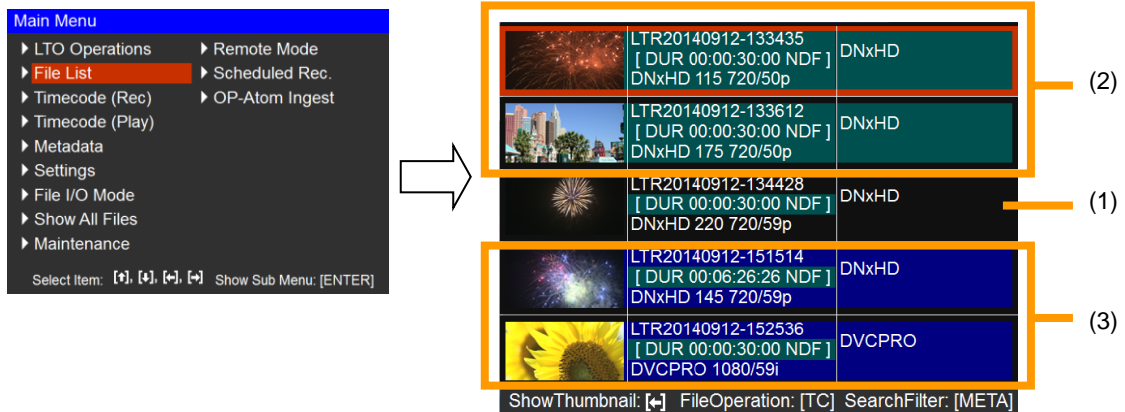 Main Menu
LTO Operations
File List
Timecode (Rec)
Timecode (Play)
Metadata
Settings
File I/O Mode
Show All Files
Maintenance
Remote Mode
Scheduled Rec.
OP-Atom Ingest
Select Item: [↑], [↓], [←], [→] Show Sub Menu: [ENTER]
LTR20140912-133435
[ DUR 00:00:30:00 NDF ]
DNxHD 115 720/50p
DNxHD
LTR20140912-133612
[ DUR 00:00:30:00 NDF ]
DNxHD 175 720/50p
DNxHD
(2)
LTR20140912-134428
[ DUR 00:00:30:00 NDF ]
DNxHD 220 720/59p
DNxHD
(1)
LTR20140912-151514
[ DUR 00:06:26:26 NDF ]
DNxHD 145 720/59p
DNxHD
LTR20140912-152536
[ DUR 00:00:30:00 NDF ]
DVCPRO 1080/59i
DVCPRO
(3)
ShowThumbnail: [←] FileOperation: [TC] SearchFilter: [META]